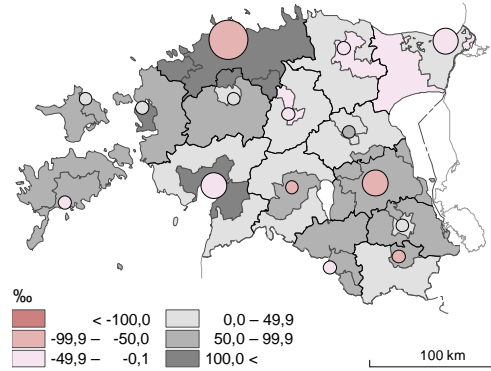 ‰
< -100,0 0,0 – 49,9
-99,9 – -50,0 50,0 – 99,9
-49,9 – -0,1 100,0 <
100 km